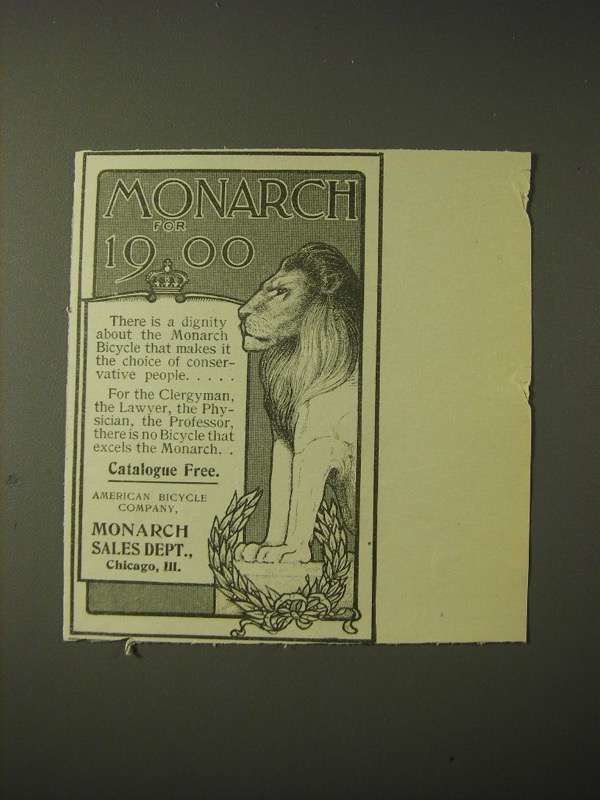 MONARCH
FOR
1900
There is a dignity
about the Monarch
Bicycle that makes it
the choice of conser-
vative people. . . . .
For the Clergyman,
the Lawyer, the Phy-
sician, the Professor,
there is no Bicycle that
excels the Monarch. .
Catalogue Free.
AMERICAN BICYCLE
COMPANY,
MONARCH
SALES DEPT.,
Chicago, Ill.